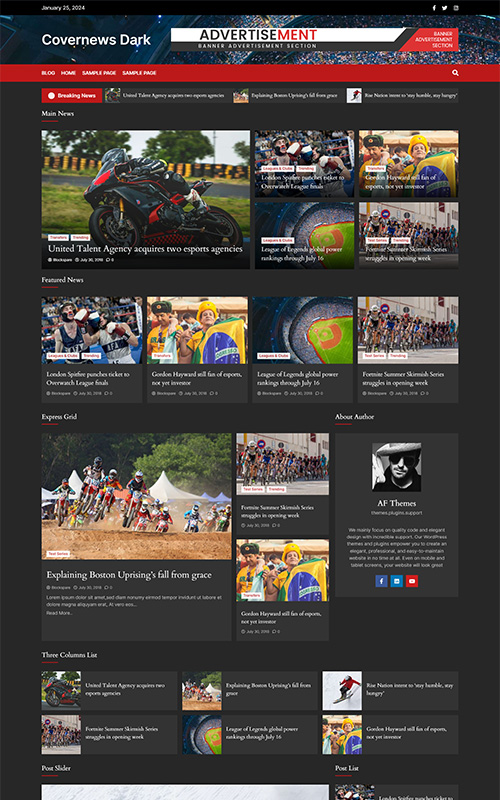 January 25, 2024
Covernews Dark
ADVERTISEMENT
BANNER ADVERTISEMENT SECTION
BANNER
ADVERTISEMENT
SECTION
BLOG HOME SAMPLE PAGE SAMPLE PAGE
Breaking News
United Talent Agency acquires two esports agencies
Explaining Boston Uprising's fall from grace
Rise Nation intent to 'stay humble, stay hungry'
Main News
Transfers Trending
United Talent Agency acquires two esports agencies
Blockspare July 30, 2018 0
Leagues & Clubs Trending
London Spitfire punches ticket to
Overwatch League finals
Transfers
Gordon Hayward still fan of
esports, not yet investor
Leagues & Clubs
League of Legends global power
rankings through July 16
Test Series Trending
Fortnite Summer Skirmish Series
struggles in opening week
Featured News
Leagues & Clubs Trending
London Spitfire punches ticket to
Overwatch League finals
Blockspare July 30, 2018 0
Transfers
Gordon Hayward still fan of esports,
not yet investor
Blockspare July 30, 2018 0
Leagues & Clubs
League of Legends global power
rankings through July 16
Blockspare July 30, 2018 0
Test Series Trending
Fortnite Summer Skirmish Series
struggles in opening week
Blockspare July 30, 2018 0
Express Grid
Test Series
Explaining Boston Uprising's fall from grace
Blockspare July 30, 2018 0
Lorem ipsum dolor sit amet,sed diam nonumy eirmod tempor invidunt ut labore et
dolore magna aliquyam erat, At vero eos...
Read More..
Test Series Trending
Fortnite Summer Skirmish Series
struggles in opening week
July 30, 2018 0
Transfers
Gordon Hayward still fan of esports,
not yet investor
July 30, 2018 0
About Author
AF Themes
themes,plugins,support
We mainly focus on quality code and elegant
design with incredible support. Our WordPress
themes and plugins empower you to create an
elegant, professional, and easy-to-maintain
website in no time at all. Even on mobile and
tablet screens, your website will look great
Three Columns List
United Talent Agency acquires two
esports agencies
Explaining Boston Uprising's fall from
grace
Rise Nation intent to 'stay humble, stay
hungry'
Fortnite Summer Skirmish Series
struggles in opening week
League of Legends global power
rankings through July 16
Gordon Hayward still fan of esports,
not yet investor
Post Slider
Post List
London Spitfire punches ticket to